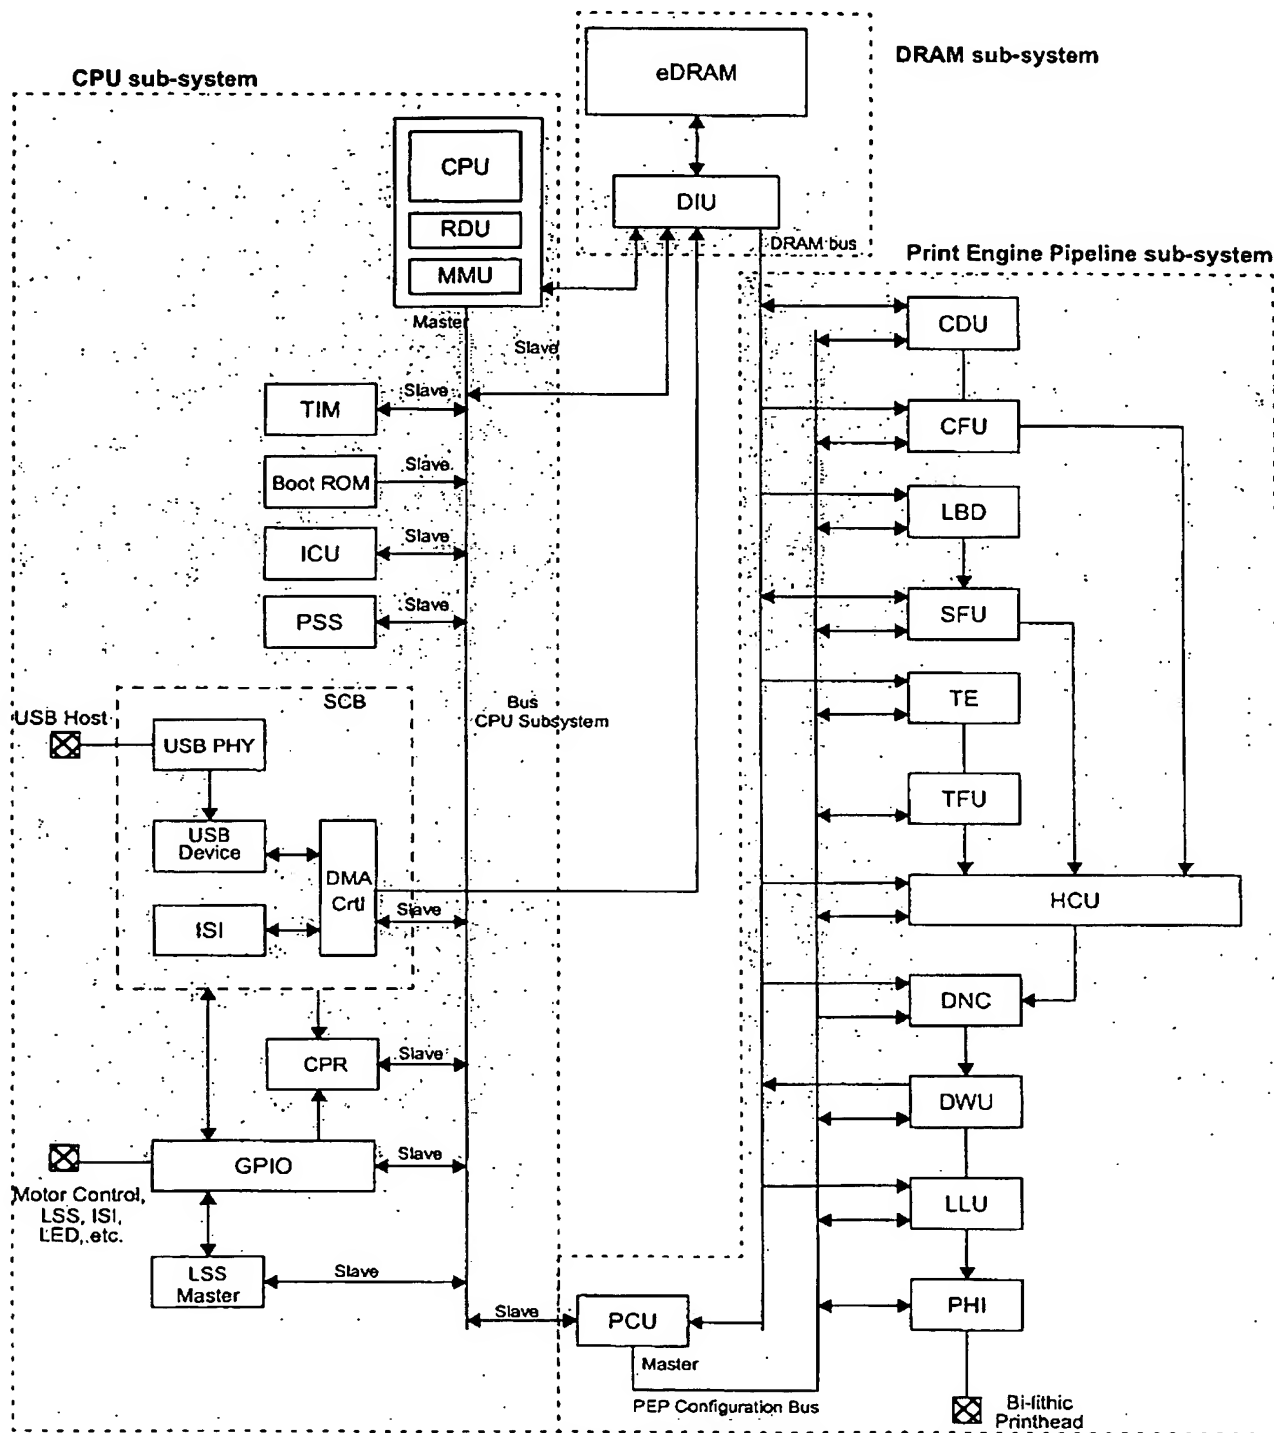 DRAM sub-system
CPU sub-system
eDRAM
CPU
RDU
MMU
DIU
DRAM bus
Print Engine Pipeline sub-system
Master
Slave
CDU
TIM
Slave
CFU
Boot ROM
Slave
LBD
ICU
Slave
PSS
Slave
SFU
SCB
Bus
CPU Subsystem
TE
USB Host
USB PHY
TFU
USB
Device
DMA
Crtl
Slave
ISI
HCU
DNC
CPR
Slave
DWU
GPIO
Slave
Motor Control,
LSS, ISI,
LED, etc.
LLU
LSS
Master
Slave
Slave
PCU
PHI
Master
PEP Configuration Bus
Bi-lithic
Printhead